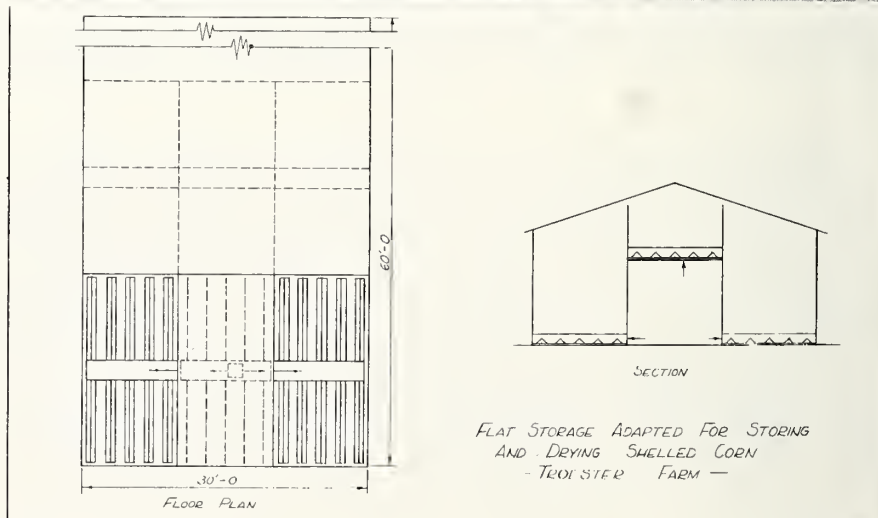 60'-0
30'-0
FLOOR PLAN
SECTION
FLAT STORAGE ADAPTED FOR STORING
AND DRYING SHELLED CORN
- TROESTER FARM -